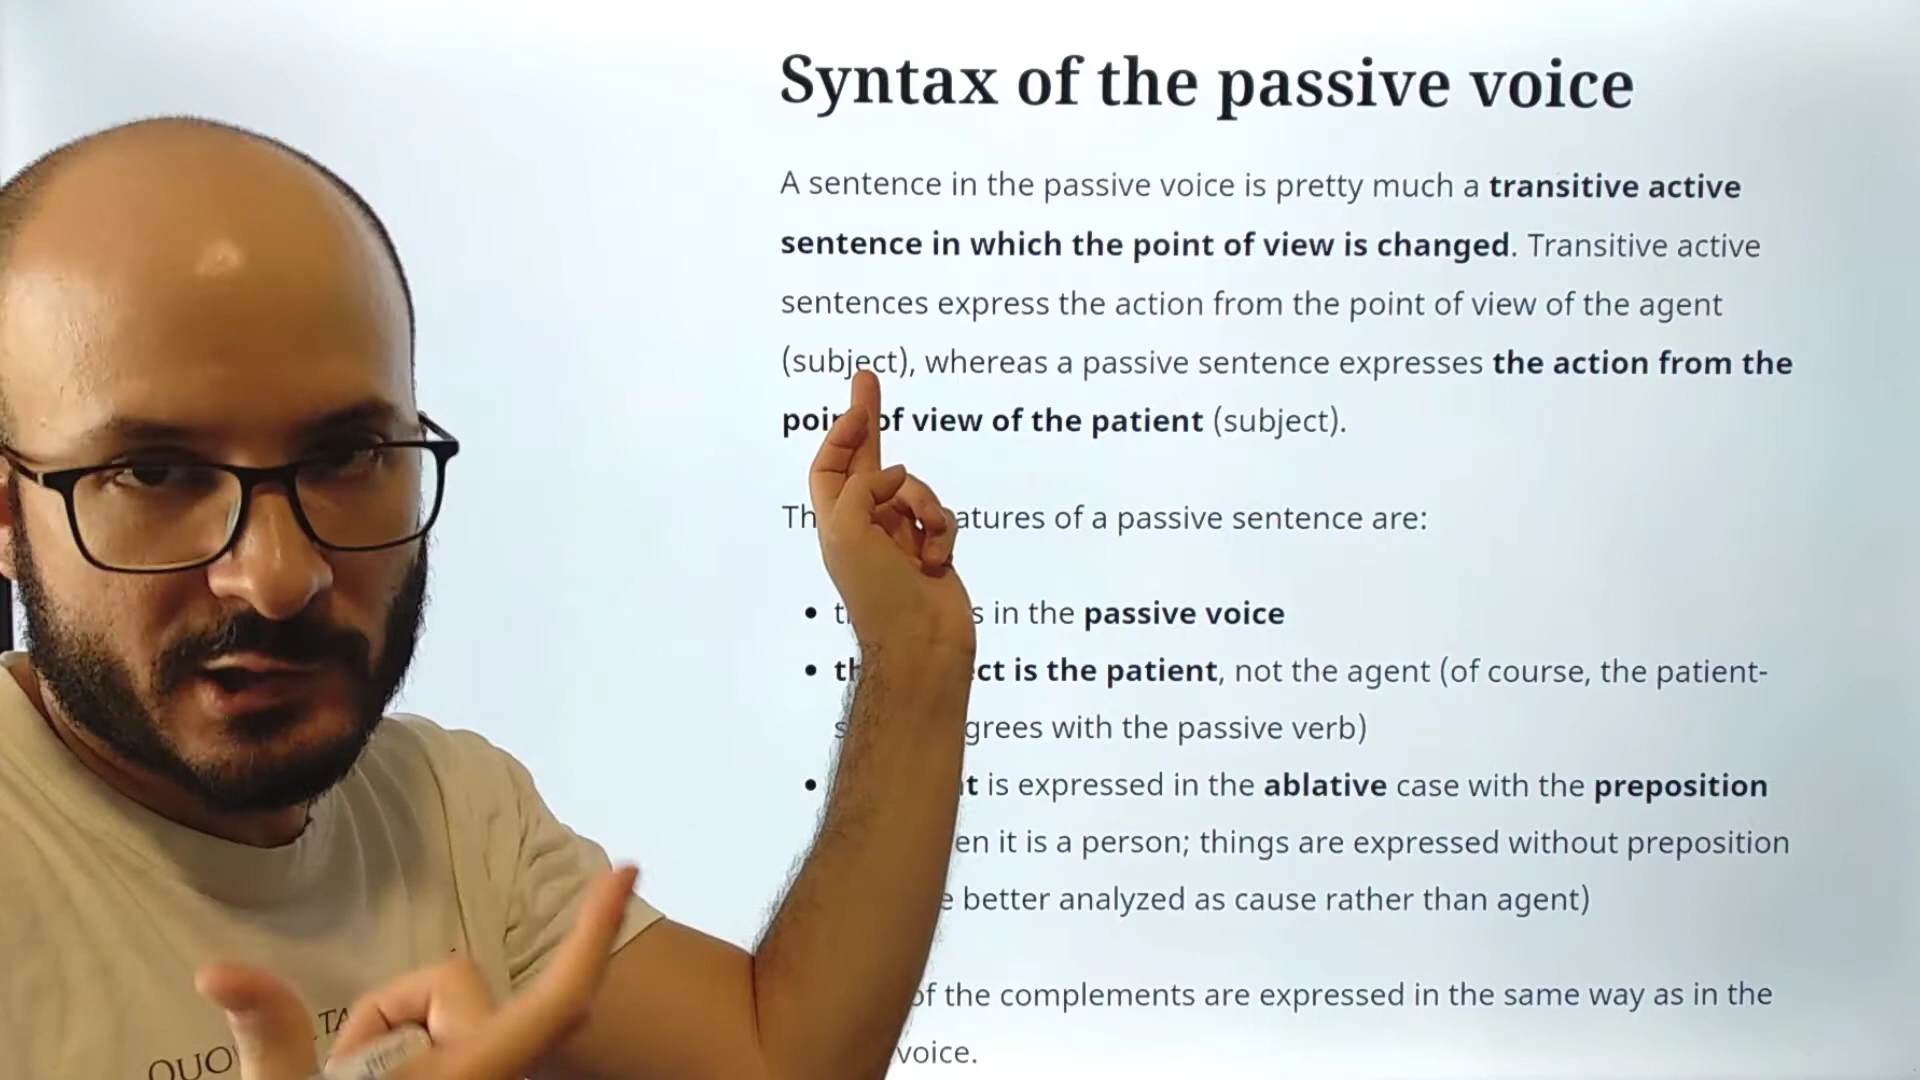 Syntax of the passive voice
A sentence in the passive voice is pretty much a transitive active
sentence in which the point of view is changed. Transitive active
sentences express the action from the point of view of the agent
(subject), whereas a passive sentence expresses the action from the
of view of the patient (subject).
of a passive sentence are:
in the passive voice
is the patient, not the agent (of course, the patient-
with the passive verb)
is expressed in the ablative case with the preposition
it is a person; things are expressed without preposition
better analyzed as cause rather than agent)
of the complements are expressed in the same way as in the
voice.